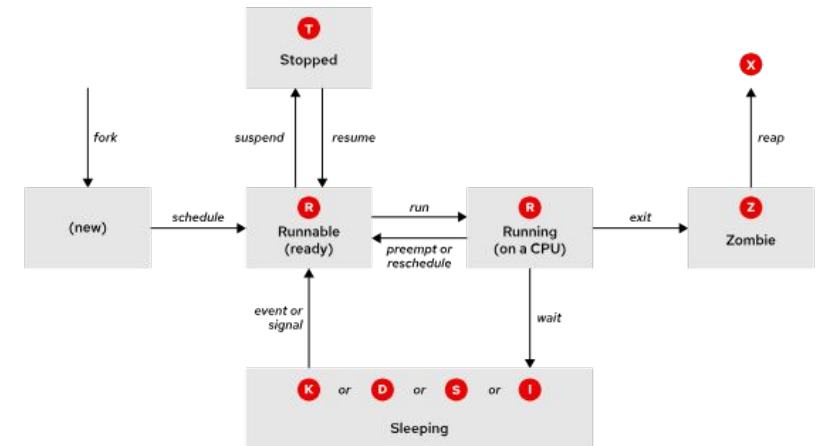 T
Stopped
X
fork
suspend
resume
reap
(new)
schedule
R
Runnable
(ready)
run
preempt or
reschedule
R
Running
(on a CPU)
exit
Z
Zombie
event or
signal
wait
K or D or S or I
Sleeping